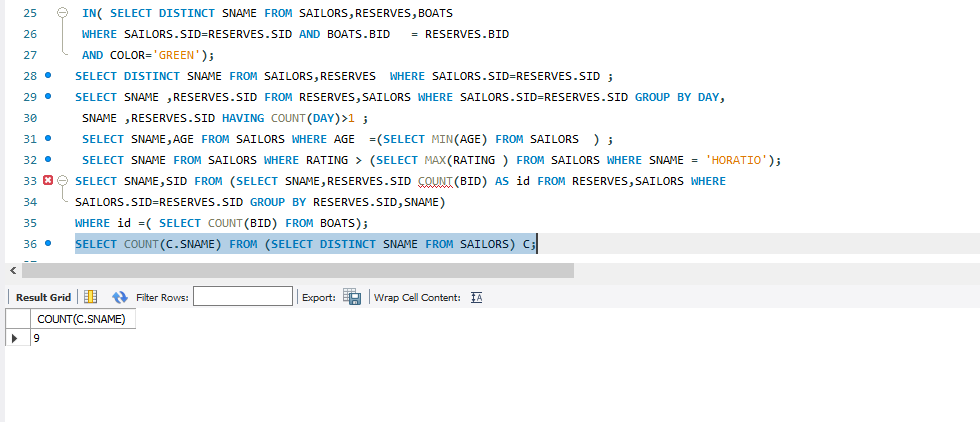 25 IN( SELECT DISTINCT SNAME FROM SAILORS,RESERVES,BOATS
26 WHERE SAILORS.SID=RESERVES.SID AND BOATS.BID   = RESERVES.BID
27 AND COLOR='GREEN');
28 SELECT DISTINCT SNAME FROM SAILORS,RESERVES  WHERE SAILORS.SID=RESERVES.SID ;
29 SELECT SNAME ,RESERVES.SID FROM RESERVES,SAILORS WHERE SAILORS.SID=RESERVES.SID GROUP BY DAY,
30 SNAME ,RESERVES.SID HAVING COUNT(DAY)>1 ;
31 SELECT SNAME,AGE FROM SAILORS WHERE AGE  =(SELECT MIN(AGE) FROM SAILORS  ) ;
32 SELECT SNAME FROM SAILORS WHERE RATING > (SELECT MAX(RATING ) FROM SAILORS WHERE SNAME = 'HORATIO');
33 SELECT SNAME,SID FROM (SELECT SNAME,RESERVES.SID COUNT(BID) AS id FROM RESERVES,SAILORS WHERE
34 SAILORS.SID=RESERVES.SID GROUP BY RESERVES.SID,SNAME)
35 WHERE id =( SELECT COUNT(BID) FROM BOATS);
36 SELECT COUNT(C.SNAME) FROM (SELECT DISTINCT SNAME FROM SAILORS) C;
Result Grid Filter Rows: Export: Wrap Cell Content:
COUNT(C.SNAME)
9